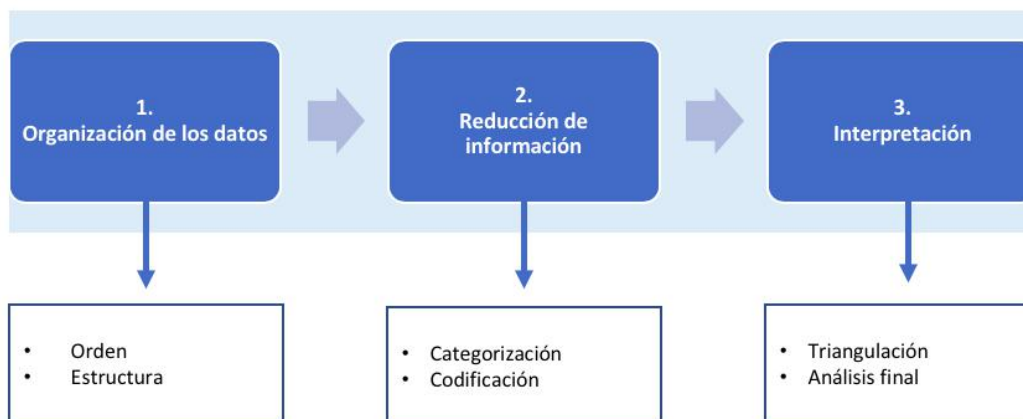 1.
Organización de los datos
2.
Reducción de
información
3.
Interpretación
• Orden
• Estructura
• Categorización
• Codificación
• Triangulación
• Análisis final